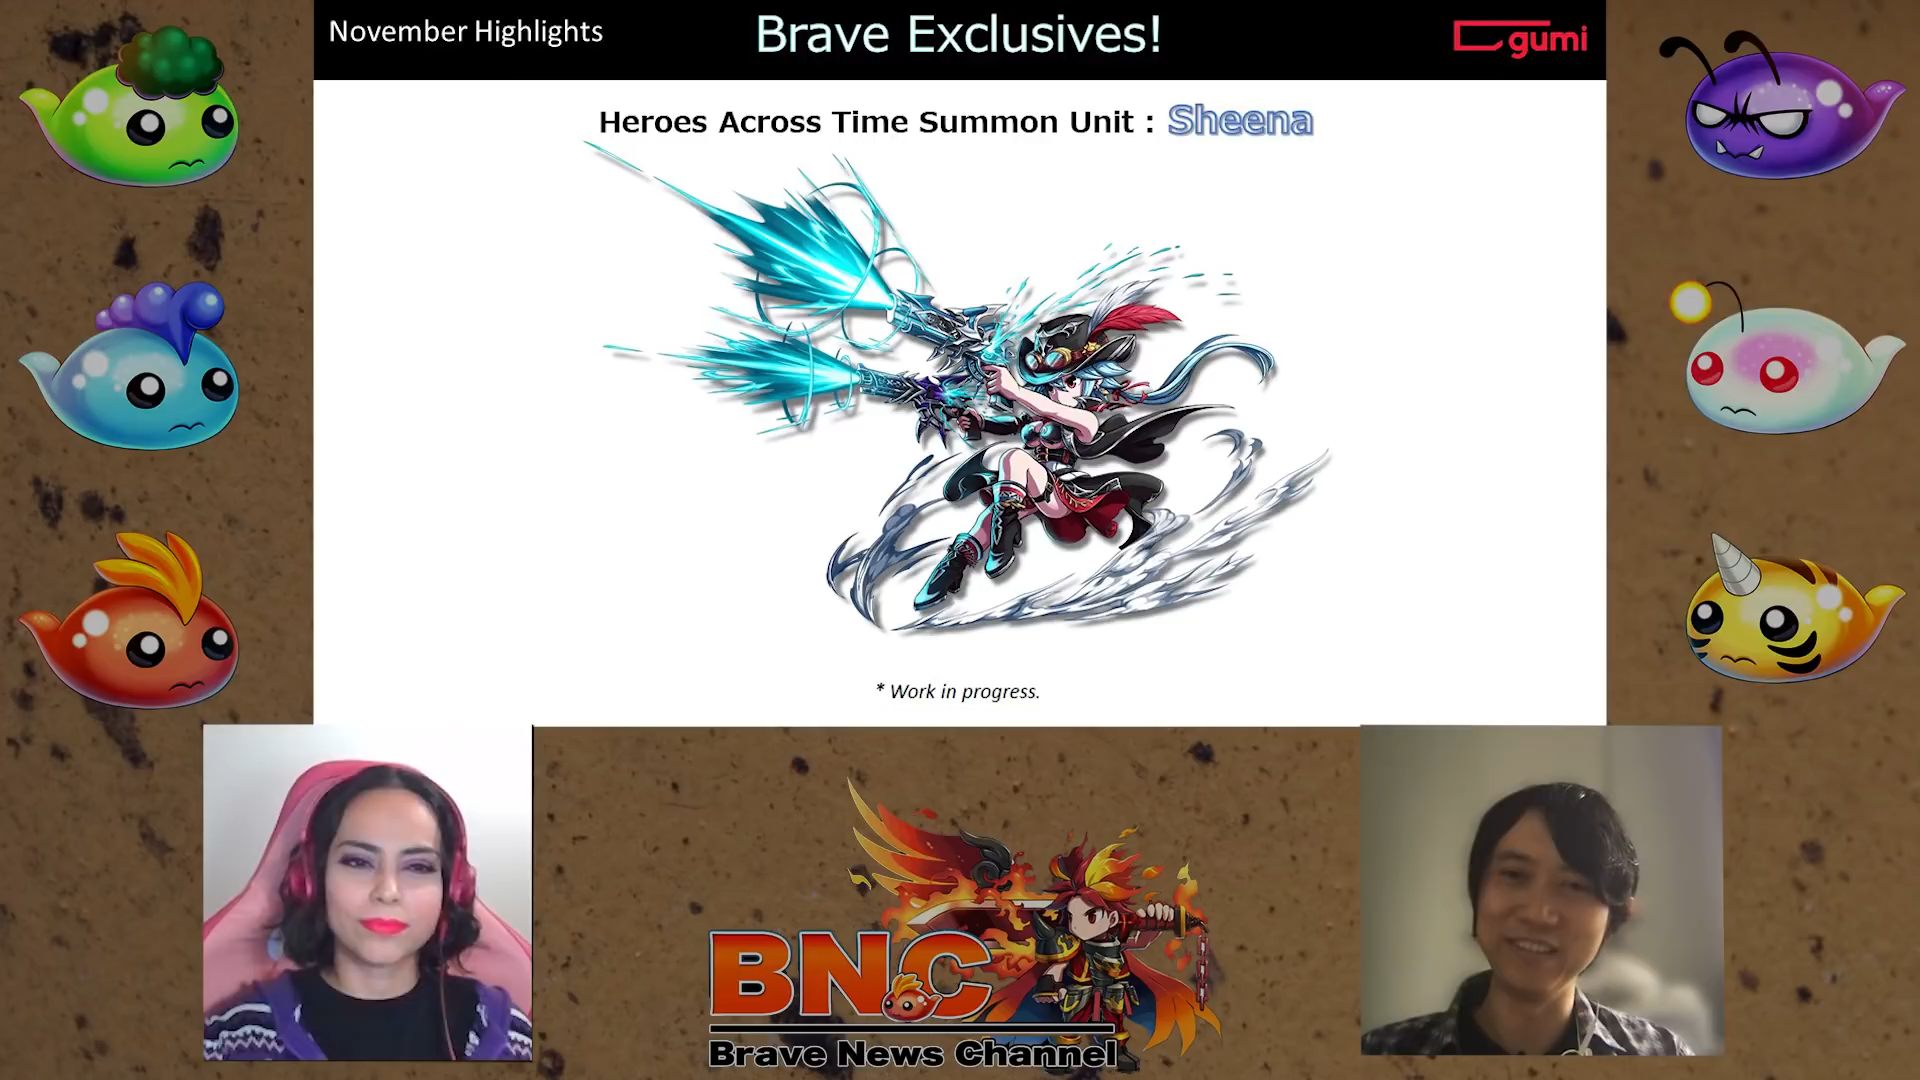 November Highlights
Brave Exclusives!
gumi
Heroes Across Time Summon Unit : Sheena
* Work in progress.
BNC
Brave News Channel